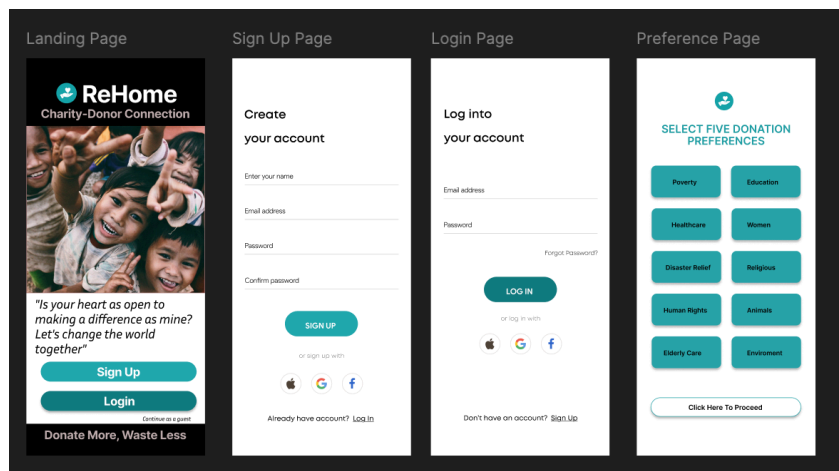 Landing Page
ReHome
Charity-Donor Connection
"Is your heart as open to
making a difference as mine?
Let's change the world
together"
Sign Up
Login
Continue as a guest
Donate More, Waste Less
Sign Up Page
Create
your account
Enter your name
Email address
Password
Confirm password
SIGN UP
or sign up with
G
f
Already have account? Log In
Login Page
Log into
your account
Email address
Password
Forgot Password?
LOG IN
or log in with
G
f
Don't have an account? Sign Up
Preference Page
SELECT FIVE DONATION
PREFERENCES
Poverty
Education
Healthcare
Women
Disaster Relief
Religious
Human Rights
Animals
Elderly Care
Enviroment
Click Here To Proceed